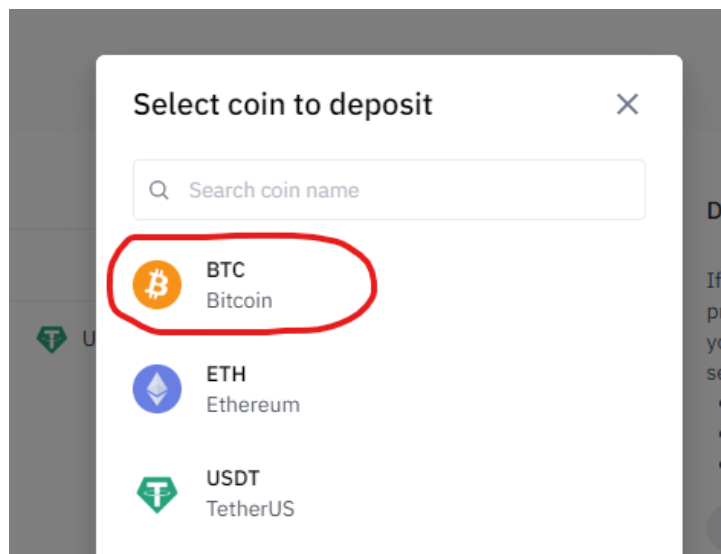 Select coin to deposit
Search coin name
BTC
Bitcoin
ETH
Ethereum
USDT
TetherUS